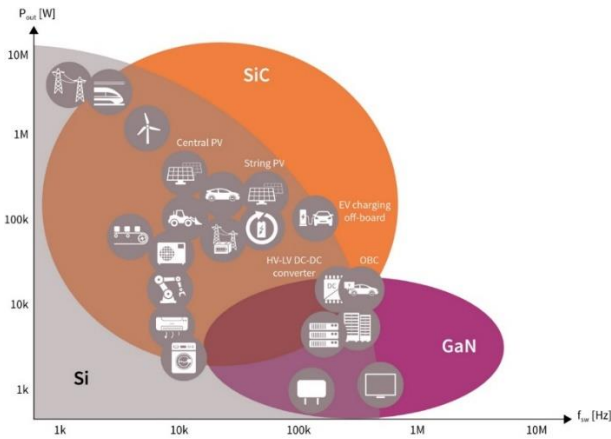 Pout [W]
10M
1M
100k
10k
1k
SiC
Central PV
String PV
EV charging
off-board
HV-LV DC-DC
converter
OBC
DC
GaN
Si
fsw [Hz]
1k
10k
100k
1M
10M